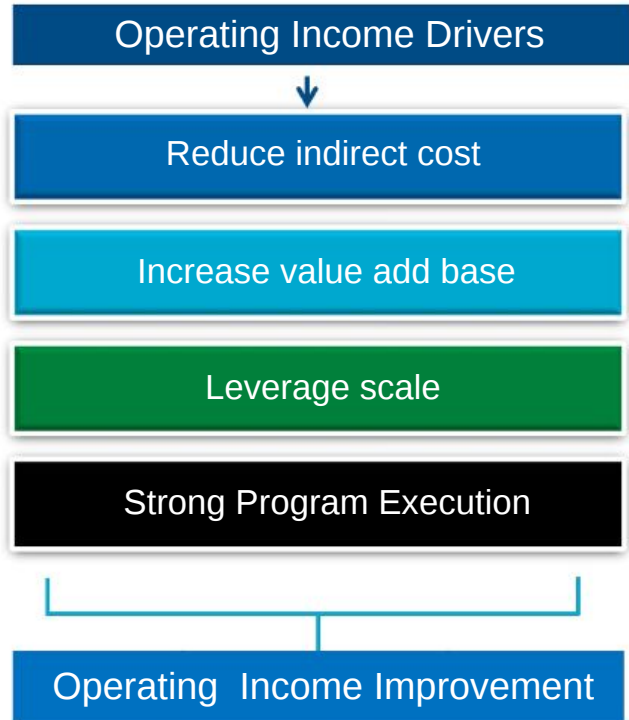 Operating Income Drivers
Reduce indirect cost
Increase value add base
Leverage scale
Strong Program Execution
Operating  Income Improvement